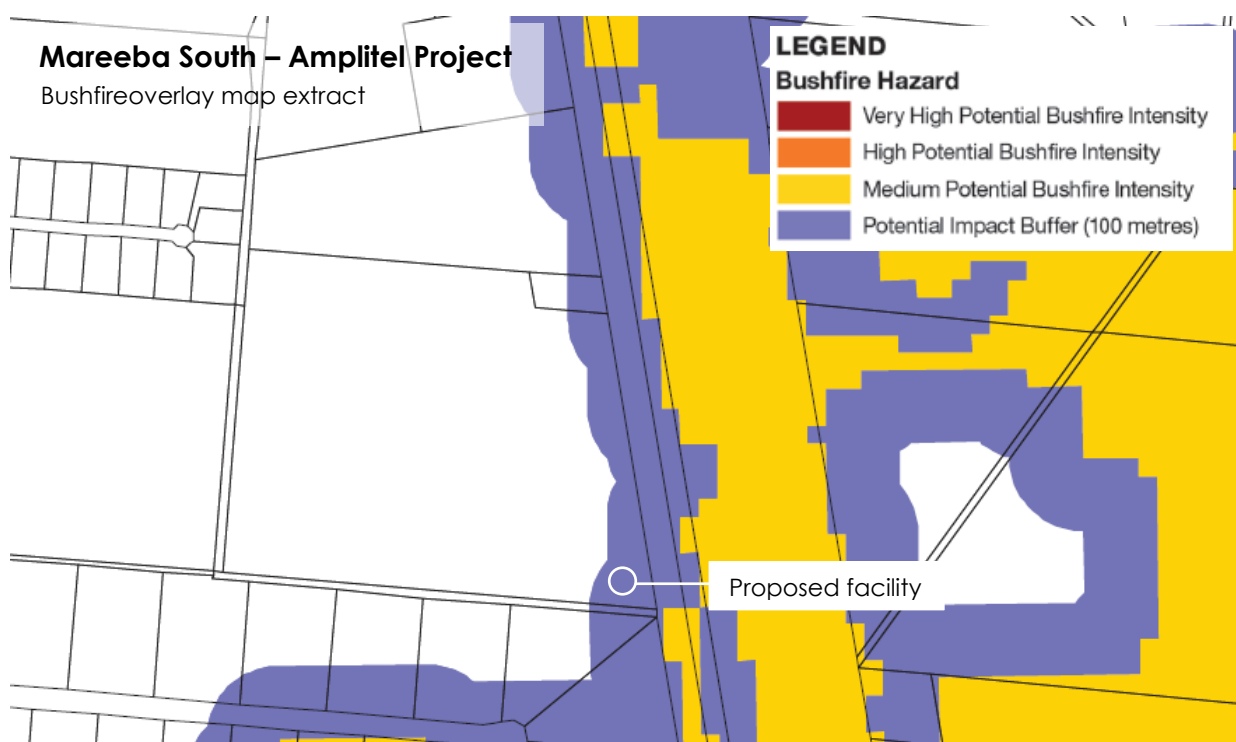 Mareeba South – Amplitel Project
Bushfireoverlay map extract
LEGEND
Bushfire Hazard
Very High Potential Bushfire Intensity
High Potential Bushfire Intensity
Medium Potential Bushfire Intensity
Potential Impact Buffer (100 metres)
Proposed facility